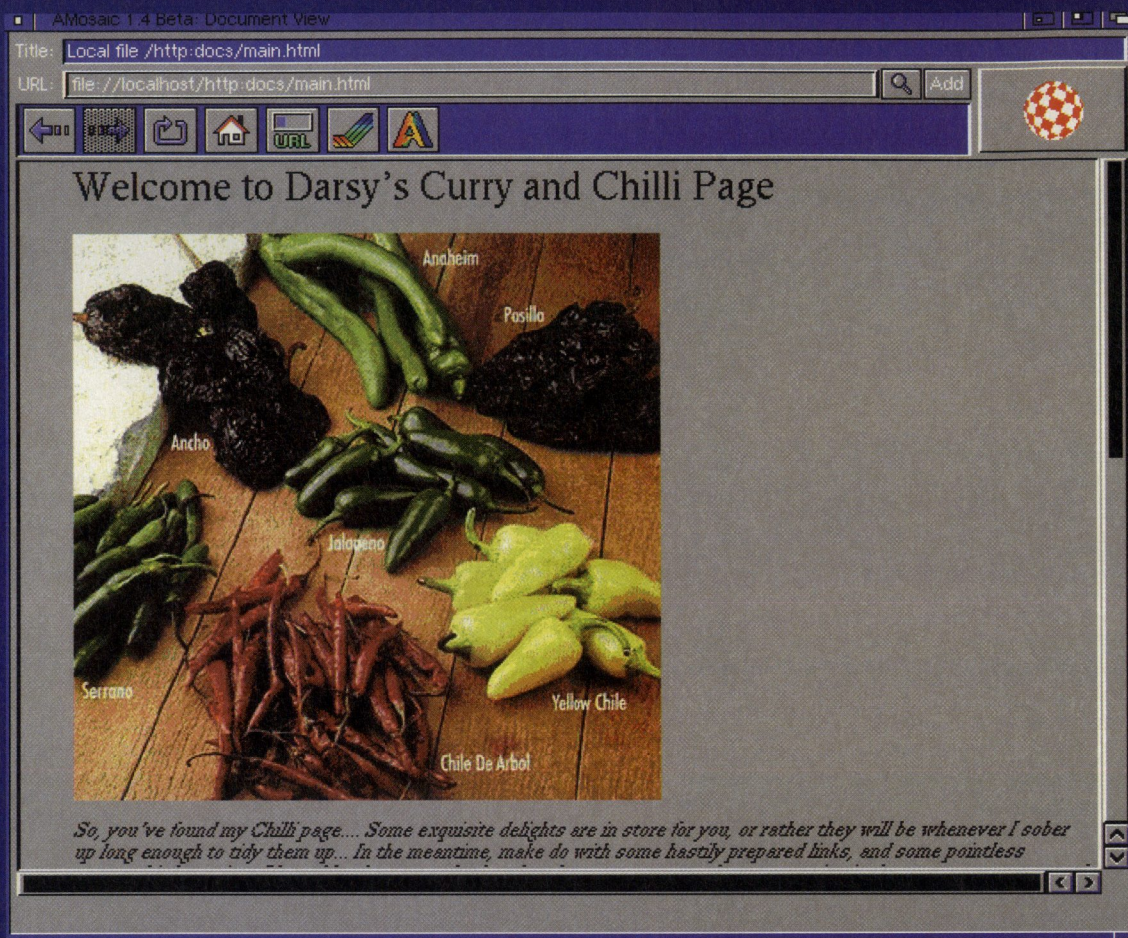 AMosaic 1.4 Beta: Document View
Title: Local file /http:docs/main.html
URL: file://localhost/http:docs/main.html
Add
URL
A
Welcome to Darsy's Curry and Chilli Page
Anaheim
Pasilla
Ancho
Jalapeno
Serrano
Yellow Chile
Chile De Arbol
So, you've found my Chilli page.... Some exquisite delights are in store for you, or rather they will be whenever I sober
up long enough to tidy them up... In the meantime, make do with some hastily prepared links, and some pointless